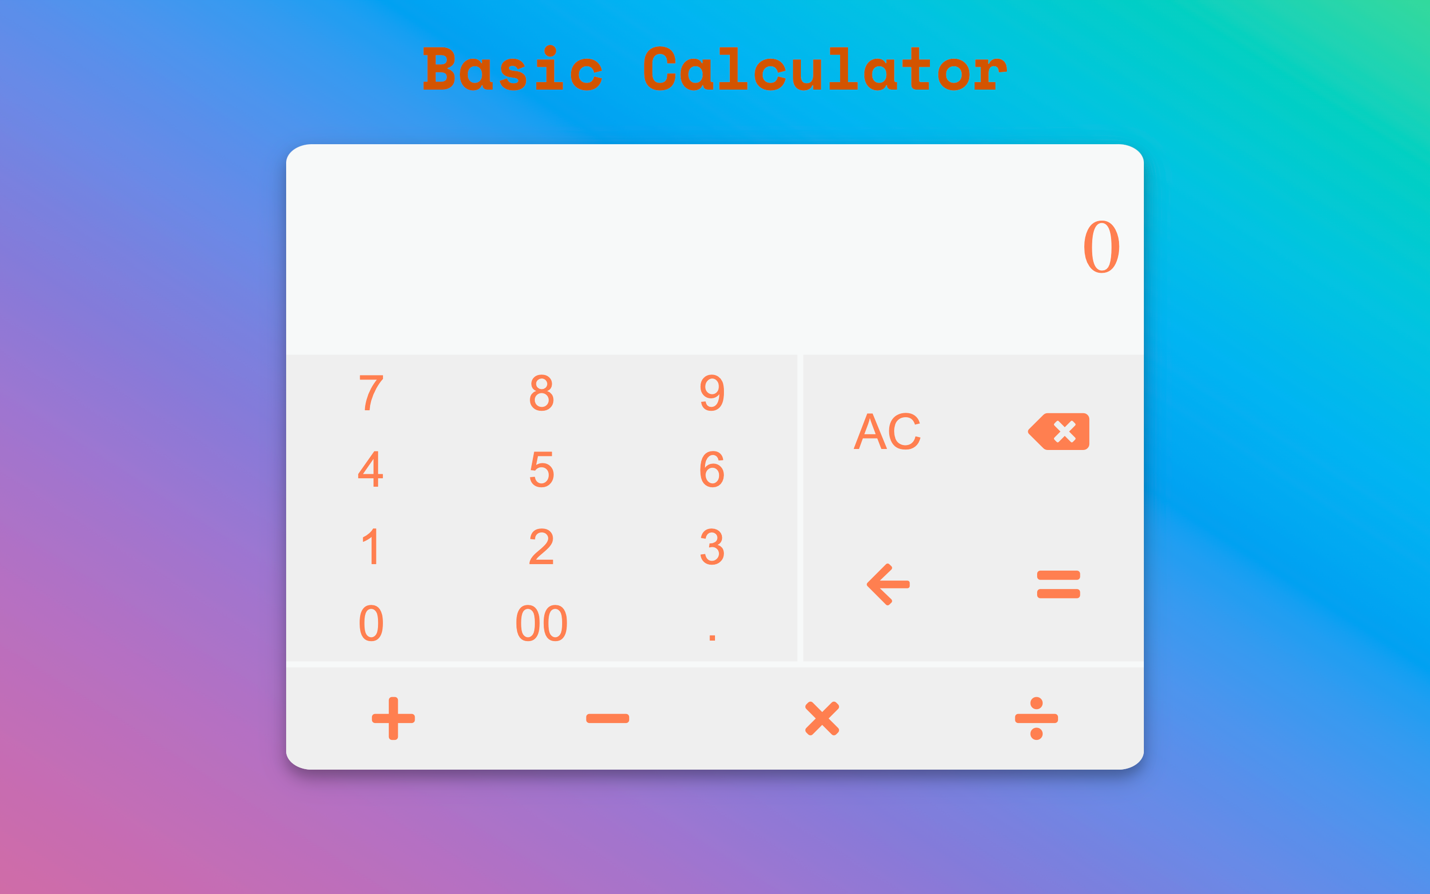 Basic Calculator
0
7 8 9
AC
4 5 6
1 2 3
=
0 00 .
+ − × ÷